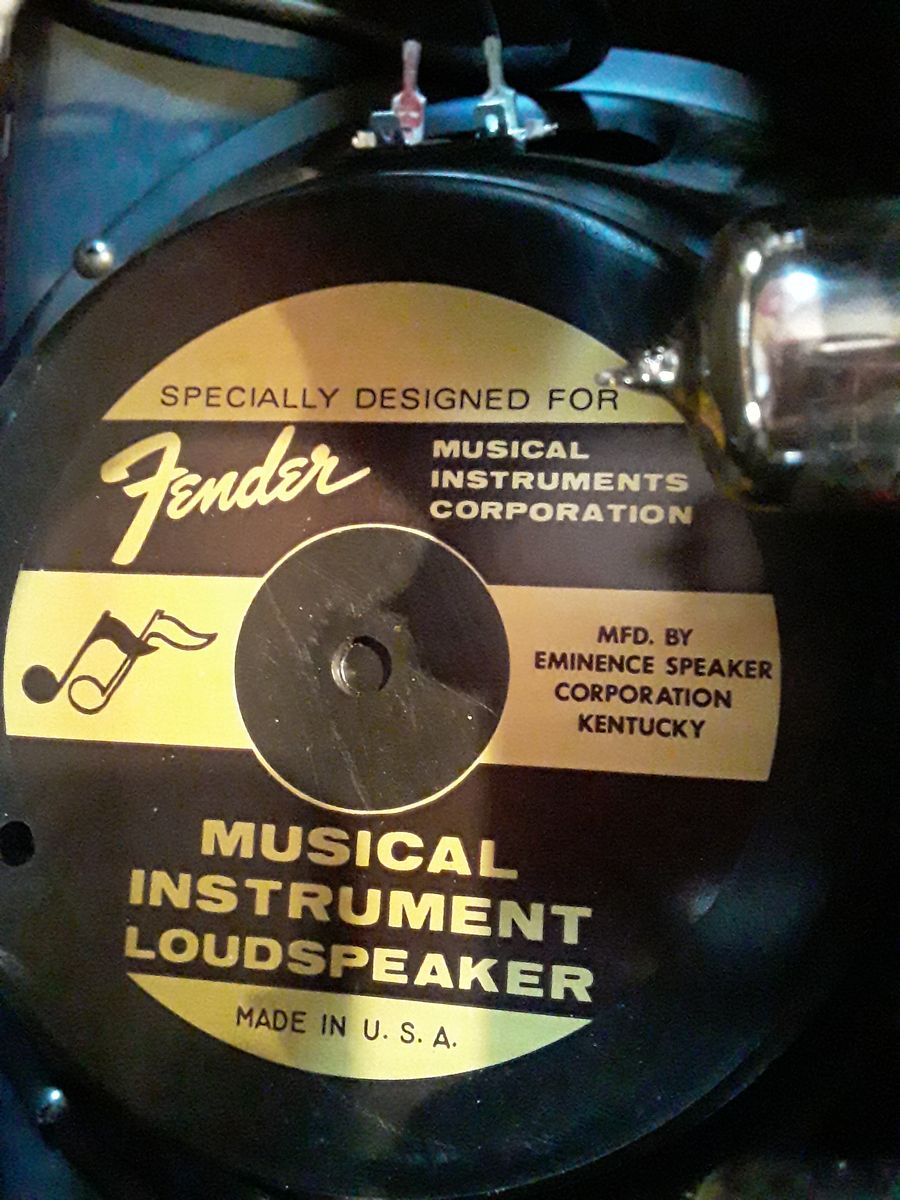 SPECIALLY DESIGNED FOR
Fender
MUSICAL
INSTRUMENTS
CORPORATION
MFD. BY
EMINENCE SPEAKER
CORPORATION
KENTUCKY
MUSICAL
INSTRUMENT
LOUDSPEAKER
MADE IN U. S. A.